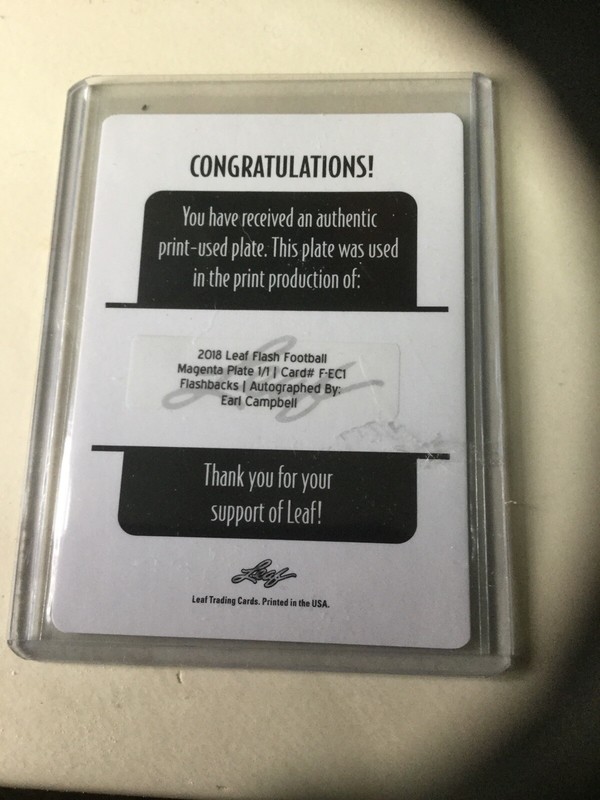 CONGRATULATIONS!
You have received an authentic
print-used plate. This plate was used
in the print production of:
2018 Leaf Flash Football
Magenta Plate 1/1 | Card# F-EC1
Flashbacks | Autographed By:
Earl Campbell
Thank you for your
support of Leaf!
Leaf
Leaf Trading Cards. Printed in the USA.